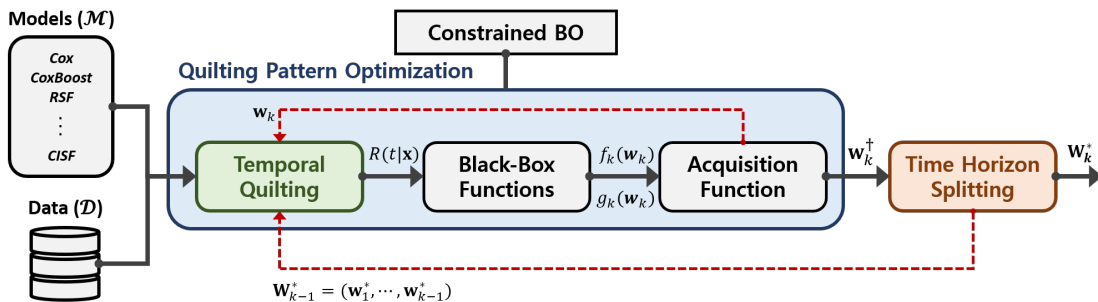 Models (ℳ)
Cox
CoxBoost
RSF
⋮
CISF
Data (𝒟)
Constrained BO
Quilting Pattern Optimization
w_k
Temporal
Quilting
R(t|x)
Black-Box
Functions
f_k(w_k)
g_k(w_k)
Acquisition
Function
w_k^†
Time Horizon
Splitting
W_k^*
W_{k−1}^* = (w_1^*, ⋯, w_{k−1}^*)